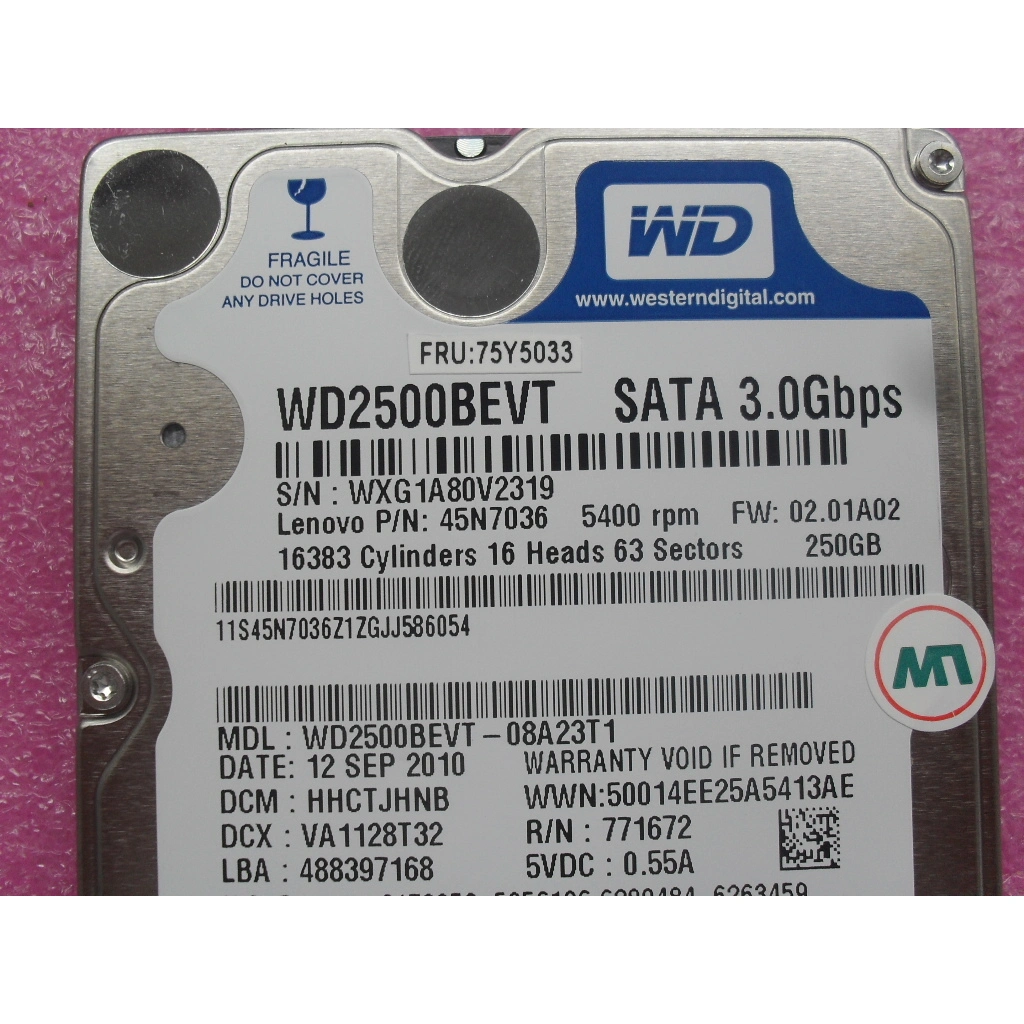 FRAGILE
DO NOT COVER
ANY DRIVE HOLES
WD
www.westerndigital.com
FRU:75Y5033
WD2500BEVT SATA 3.0Gbps
S/N : WXG1A80V2319
Lenovo P/N: 45N7036 5400 rpm FW: 02.01A02
16383 Cylinders 16 Heads 63 Sectors 250GB
11S45N7036Z1ZGJJ586054
MDL : WD2500BEVT – 08A23T1
DATE: 12 SEP 2010 WARRANTY VOID IF REMOVED
DCM : HHCTJHNB WWN:50014EE25A5413AE
DCX : VA1128T32 R/N : 771672
LBA : 488397168 5VDC : 0.55A
6263459